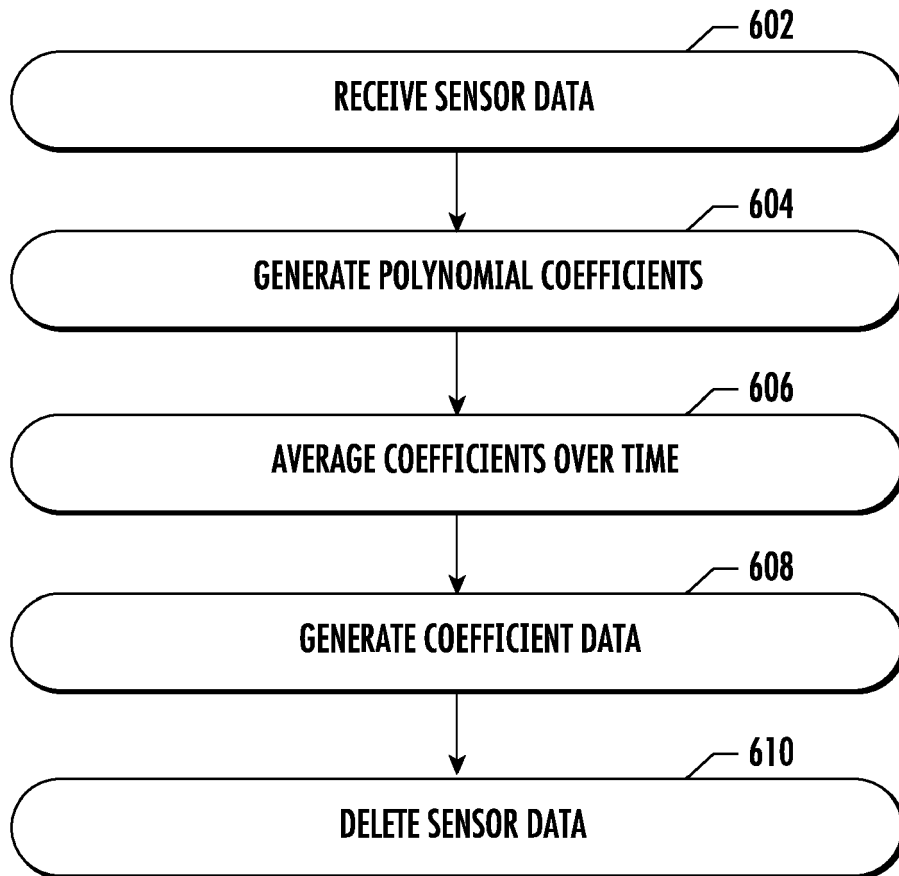 602
RECEIVE SENSOR DATA
604
GENERATE POLYNOMIAL COEFFICIENTS
606
AVERAGE COEFFICIENTS OVER TIME
608
GENERATE COEFFICIENT DATA
610
DELETE SENSOR DATA